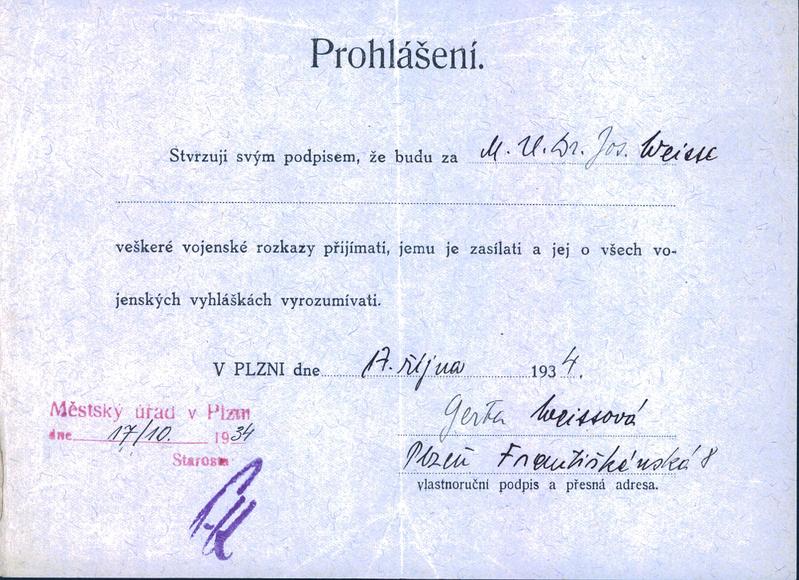 Prohlášení.
Stvrzuji svým podpisem, že budu za M. U. Dr. Jos. Weisse
veškeré vojenské rozkazy přijímati, jemu je zasílati a jej o všech vo-
jenských vyhláškách vyrozumívati.
V PLZNI dne 17. října 1934.
Městský úřad v Plzni
dne 17/10. 1934
Starosta
Gerta Weissová
Plzeň Františkánská 8
vlastnoruční podpis a přesná adresa.